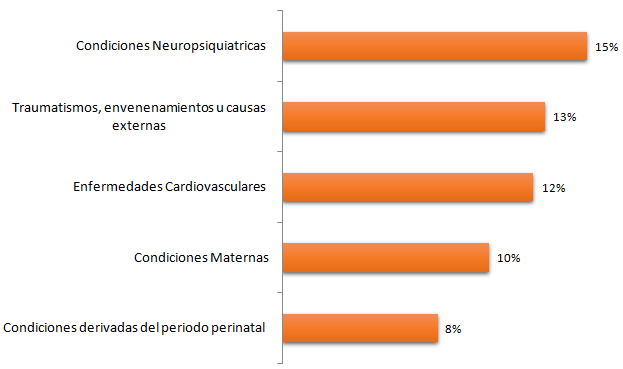 Condiciones Neuropsiquiatricas
15%
Traumatismos, envenenamientos u causas
externas
13%
Enfermedades Cardiovasculares
12%
Condiciones Maternas
10%
Condiciones derivadas del periodo perinatal
8%